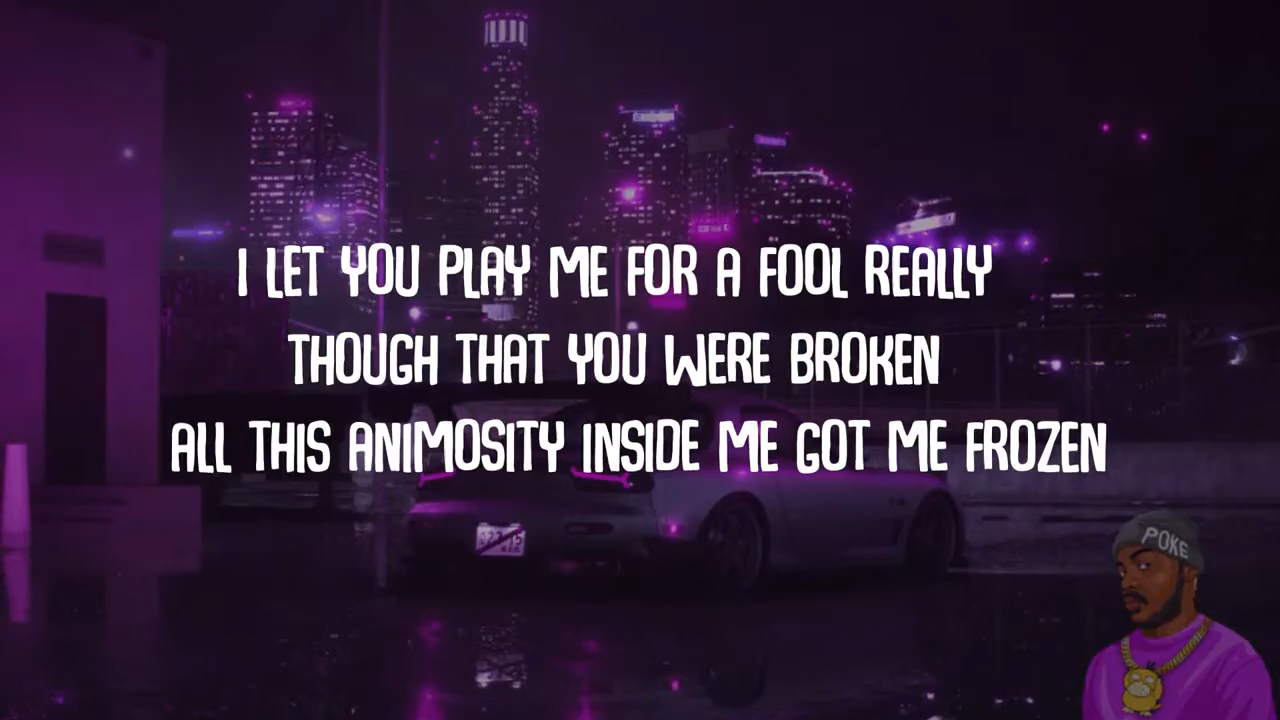 I LET YOU PLAY ME FOR A FOOL REALLY
THOUGH THAT YOU WERE BROKEN
ALL THIS ANIMOSITY INSIDE ME GOT ME FROZEN
POKE